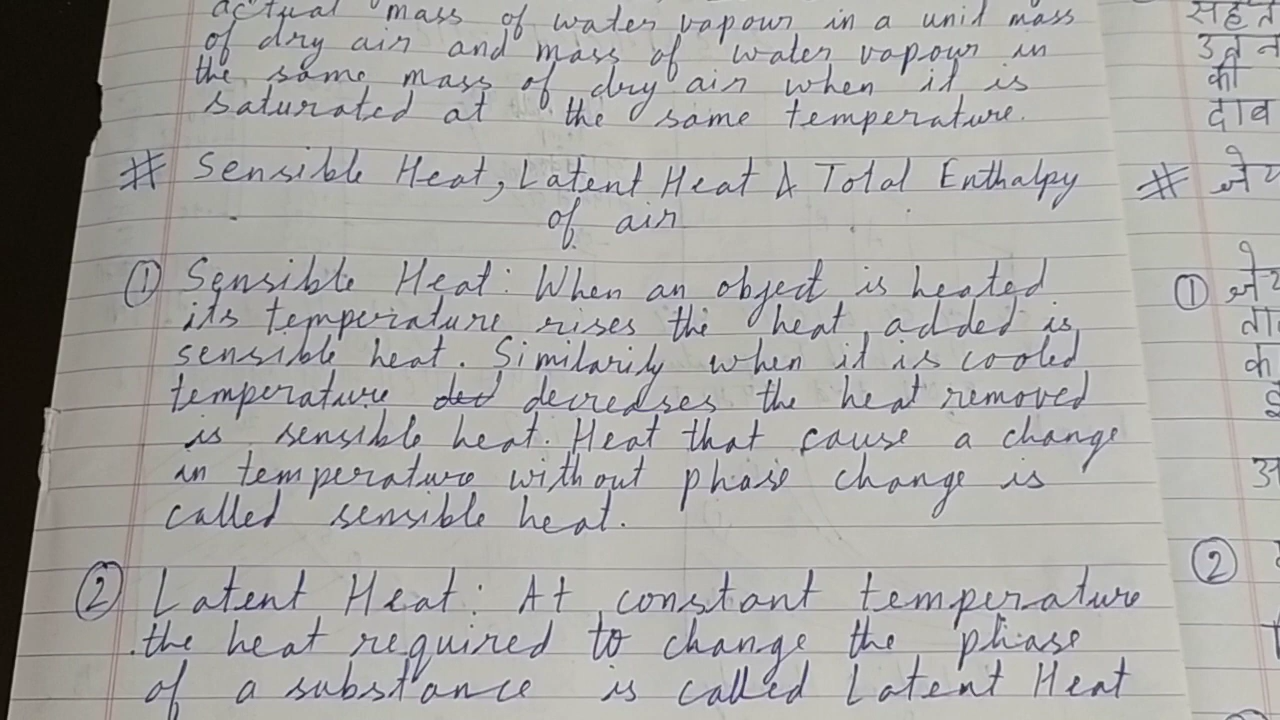 actual mass of water vapour in a unit mass
of dry air and mass of water vapour in
the same mass of dry air when it is
saturated at the same temperature.
# Sensible Heat, Latent Heat & Total Enthalpy
of air
① Sensible Heat: When an object is heated
its temperature rises the heat added is
sensible heat. Similarily when it is cooled
temperature decreases the heat removed
is sensible heat. Heat that cause a change
in temperature without phase change is
called sensible heat.
② Latent Heat: At constant temperature
the heat required to change the phase
of a substance is called Latent Heat
की
दाब
#
①
का
②